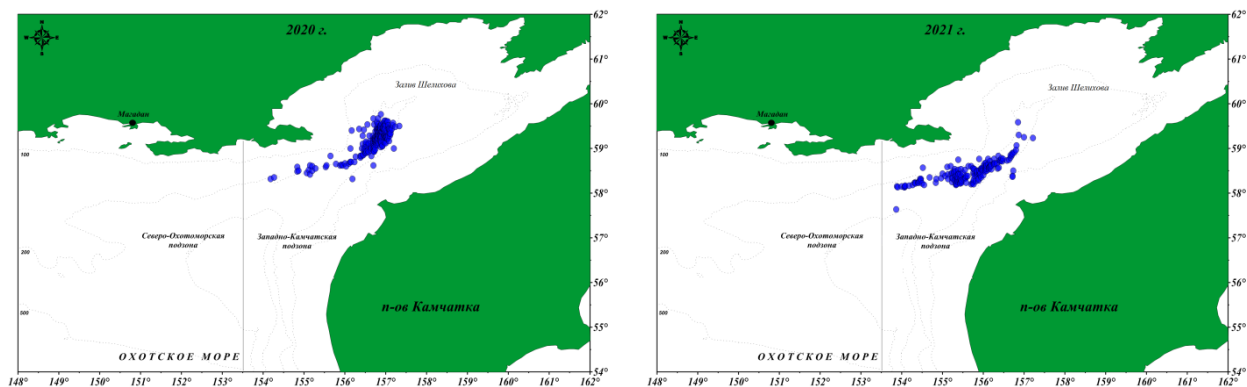 2020 г.
62°
61°
60°
59°
58°
57°
56°
55°
54°
Залив Шелихова
Магадан
100
200
500
Северо-Охотоморская
подзона
Западно-Камчатская
подзона
п-ов Камчатка
ОХОТСКОЕ МОРЕ
148° 149° 150° 151° 152° 153° 154° 155° 156° 157° 158° 159° 160° 161° 162°
2021 г.
62°
61°
60°
59°
58°
57°
56°
55°
54°
Залив Шелихова
Магадан
100
200
500
Северо-Охотоморская
подзона
Западно-Камчатская
подзона
п-ов Камчатка
ОХОТСКОЕ МОРЕ
148° 149° 150° 151° 152° 153° 154° 155° 156° 157° 158° 159° 160° 161° 162°